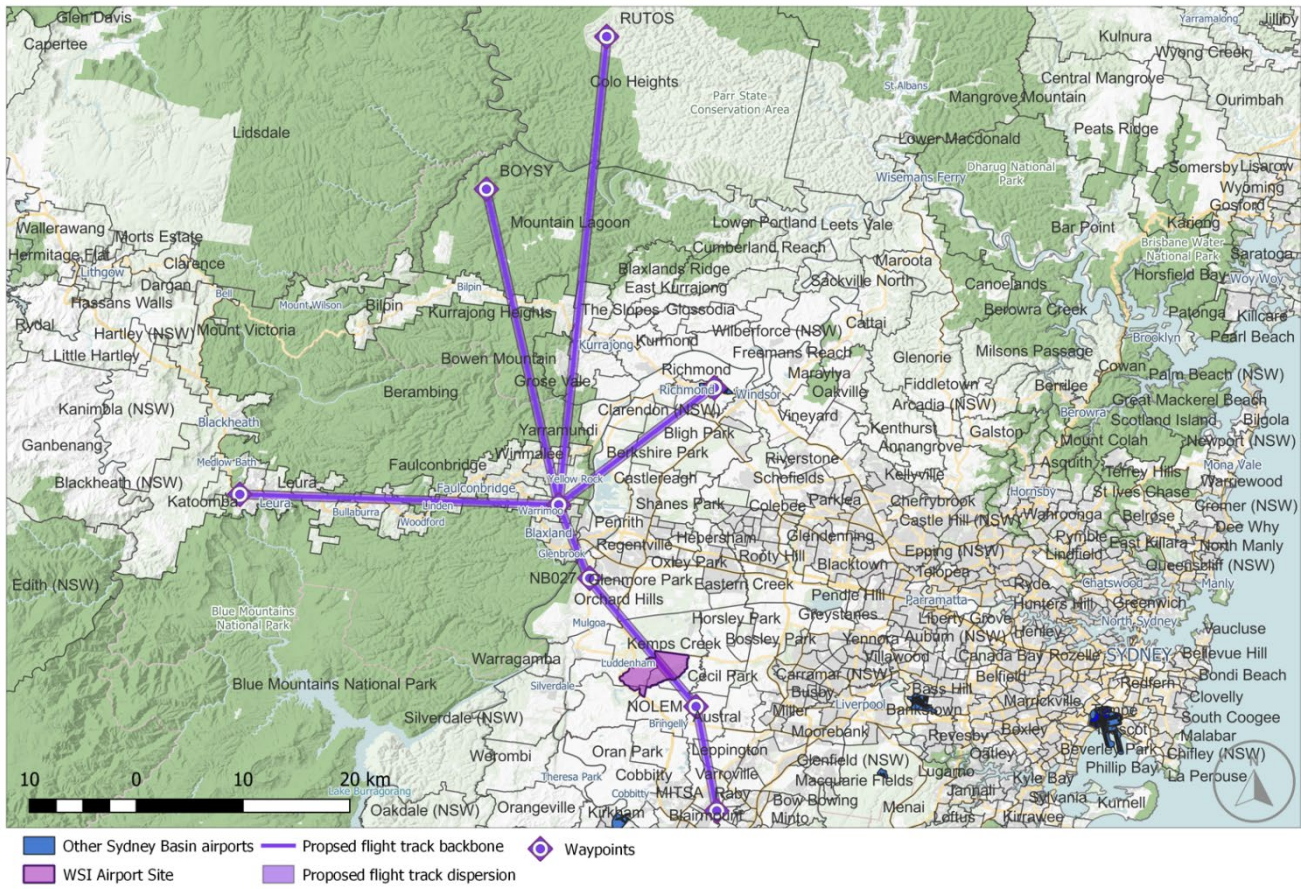 Glen Davis
RUTOS
Yarramalong
Jilliby
Capertee
Kulnura
Wyong Creek
Colo Heights
Central Mangrove
Parr State
Conservation Area
St Albans
Mangrove Mountain
Ourimbah
Lidsdale
Lower Macdonald
Peats Ridge
BOYSY
Dharug National
Park
Somersby
Lisarow
Wisemans Ferry
Wyoming
Gosford
Wallerawang
Morts Estate
Mountain Lagoon
Lower Portland
Leets Vale
Bar Point
Kariong
Hermitage Flat
Clarence
Cumberland Reach
Maroota
Brisbane Water
National Park
Saratoga
Lithgow
Dargan
Bell
Blaxlands Ridge
Horsfield Bay
Woy Woy
Hassans Walls
Mount Wilson
Bilpin
Bilpin
East Kurrajong
Sackville North
Canoelands
Rydal
Hartley (NSW)
Mount Victoria
Kurrajong Heights
The Slopes
Glossodia
Cattai
Berowra Creek
Patonga
Killcare
Little Hartley
Kurrajong
Kurmond
Wilberforce (NSW)
Milsons Passage
Brooklyn
Pearl Beach
Bowen Mountain
Freemans Reach
Glenorie
Cowan
Berambing
Grose Vale
Richmond
Maraylya
Fiddletown
Berrilee
Palm Beach (NSW)
Kanimbla (NSW)
Richmond
Windsor
Oakville
Arcadia (NSW)
Berowra
Great Mackerel Beach
Blackheath
Clarendon (NSW)
Vineyard
Kenthurst
Galston
Scotland Island
Bilgola
Ganbenang
Yarramundi
Bligh Park
Annangrove
Mount Colah
Newport (NSW)
Medlow Bath
Winmalee
Berkshire Park
Riverstone
Asquith
Terrey Hills
Mona Vale
Blackheath (NSW)
Leura
Faulconbridge
Yellow Rock
Castlereagh
Schofields
Kellyville
Hornsby
St Ives Chase
Warriewood
Katoomba
Leura
Faulconbridge
Linden
Warrimoo
Shanes Park
Colebee
Parklea
Cherrybrook
Wahroonga
Belrose
Cromer (NSW)
Bullaburra
Woodford
Penrith
Castle Hill (NSW)
Dee Why
Blaxland
Regentville
Hebersham
Glendenning
Pymble
East Killara
North Manly
Glenbrook
Oxley Park
Rooty Hill
Blacktown
Epping (NSW)
Lindfield
Queenscliff (NSW)
Edith (NSW)
NB027
Glenmore Park
Eastern Creek
Telopea
Ryde
Chatswood
Manly
Orchard Hills
Pendle Hill
Parramatta
Hunters Hill
Greenwich
Blue Mountains
National Park
Mulgoa
Horsley Park
Greystanes
Liberty Grove
North Sydney
Kemps Creek
Bossley Park
Yennora
Auburn (NSW)
Henley
Vaucluse
Warragamba
Luddenham
Villawood
Canada Bay
Rozelle
SYDNEY
Bellevue Hill
Blue Mountains National Park
Silverdale
Cecil Park
Carramar (NSW)
Belfield
Redfern
Bondi Beach
Busby
Bass Hill
Marrickville
Clovelly
Silverdale (NSW)
NOLEM
Austral
Miller
Liverpool
Bankstown
South Coogee
Bringelly
Moorebank
Revesby
Bexley
Malabar
Werombi
Oran Park
Leppington
Glenfield (NSW)
Oatley
Beverley Park
Chifley (NSW)
Theresa Park
Cobbitty
Varroville
Macquarie Fields
Lugarno
Phillip Bay
La Perouse
10 0 10 20 km
Lake Burragorang
Cobbitty
MITSA
Raby
Kyle Bay
Oakdale (NSW)
Orangeville
Kirkham
Blairmount
Bow Bowing
Minto
Menai
Jannali
Sylvania
Kurnell
Loftus
Kirrawee
N
Other Sydney Basin airports
Propsed flight track backbone
Waypoints
WSI Airport Site
Proposed flight track dispersion